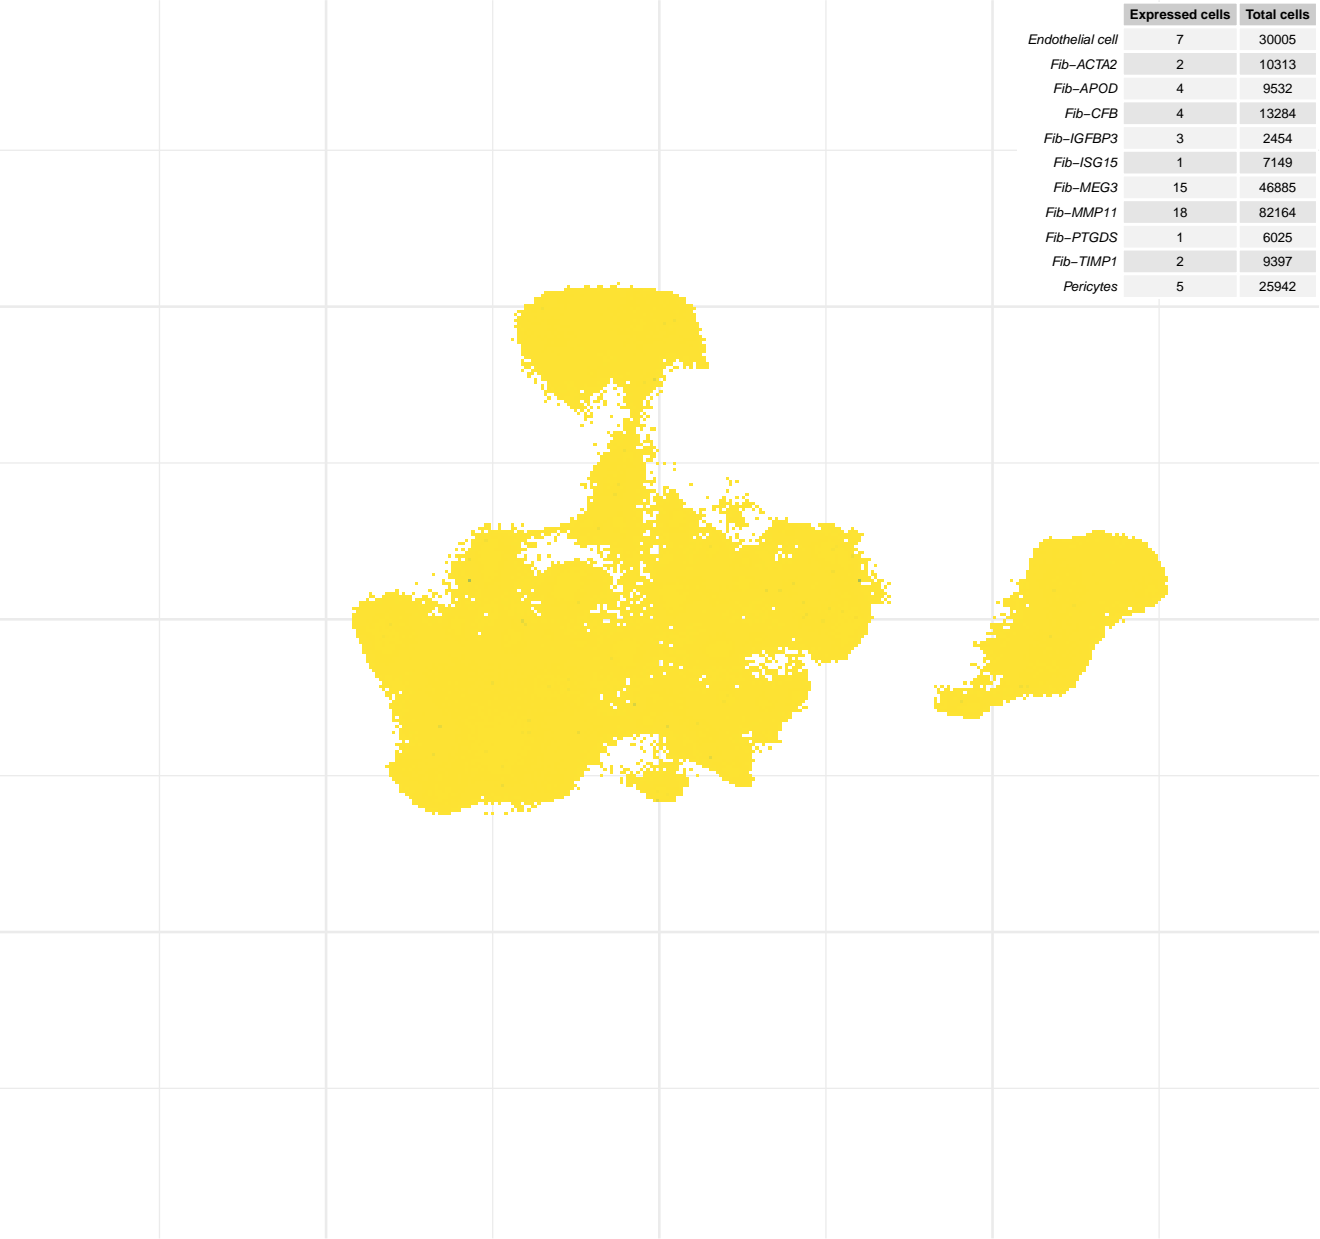 Expressed cells Total cells
Endothelial cell 7 30005
Fib−ACTA2 2 10313
Fib−APOD 4 9532
Fib−CFB 4 13284
Fib−IGFBP3 3 2454
Fib−ISG15 1 7149
Fib−MEG3 15 46885
Fib−MMP11 18 82164
Fib−PTGDS 1 6025
Fib−TIMP1 2 9397
Pericytes 5 25942